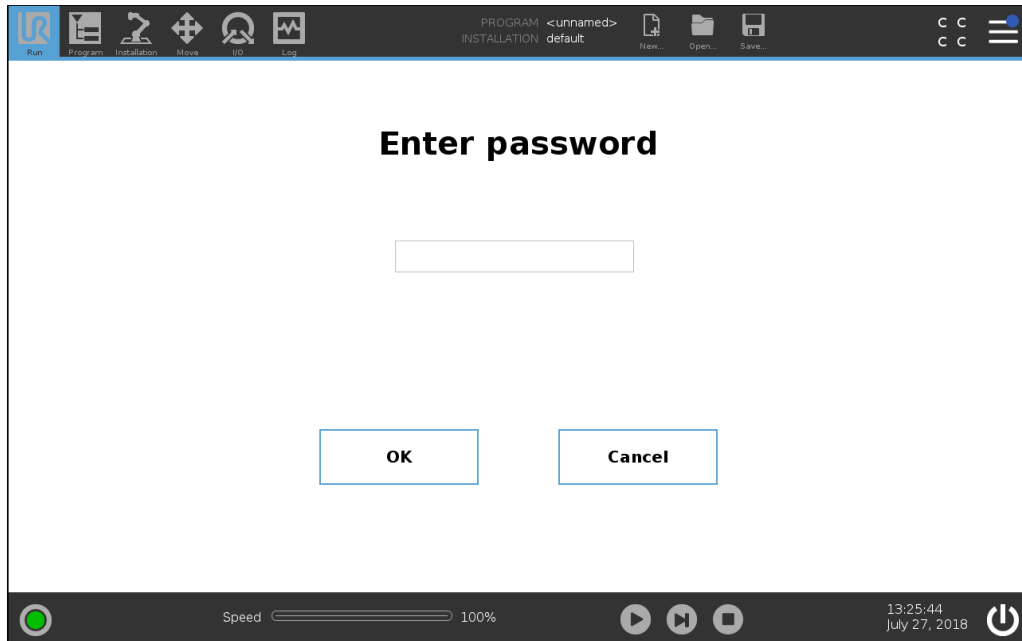 UR
Run
Program
Installation
Move
I/O
Log
PROGRAM <unnamed>
INSTALLATION default
New...
Open...
Save...
C C
C C
Enter password
OK
Cancel
Speed 100%
13:25:44
July 27, 2018